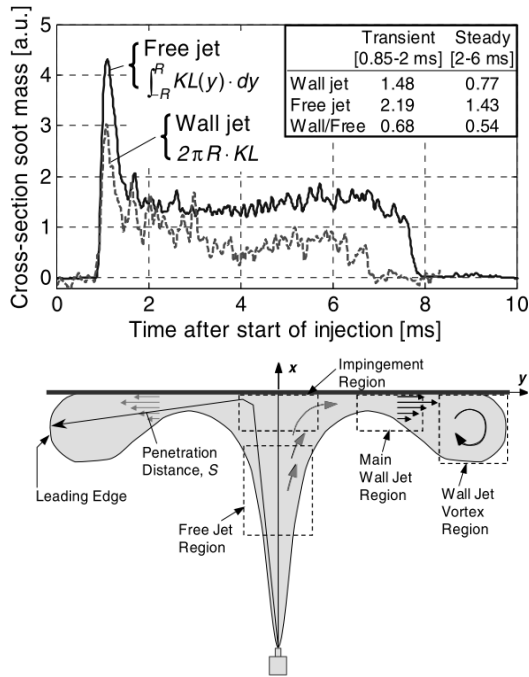 Cross-section soot mass [a.u.]
5
4
3
2
1
0
Free jet
∫_{-R}^{R} KL(y) · dy
Wall jet
2πR · KL
Transient Steady
[0.85-2 ms] [2-6 ms]
Wall jet 1.48 0.77
Free jet 2.19 1.43
Wall/Free 0.68 0.54
0 2 4 6 8 10
Time after start of injection [ms]
x
Impingement
Region
y
Penetration
Distance, S
Leading Edge
Free Jet
Region
Main
Wall Jet
Region
Wall Jet
Vortex
Region